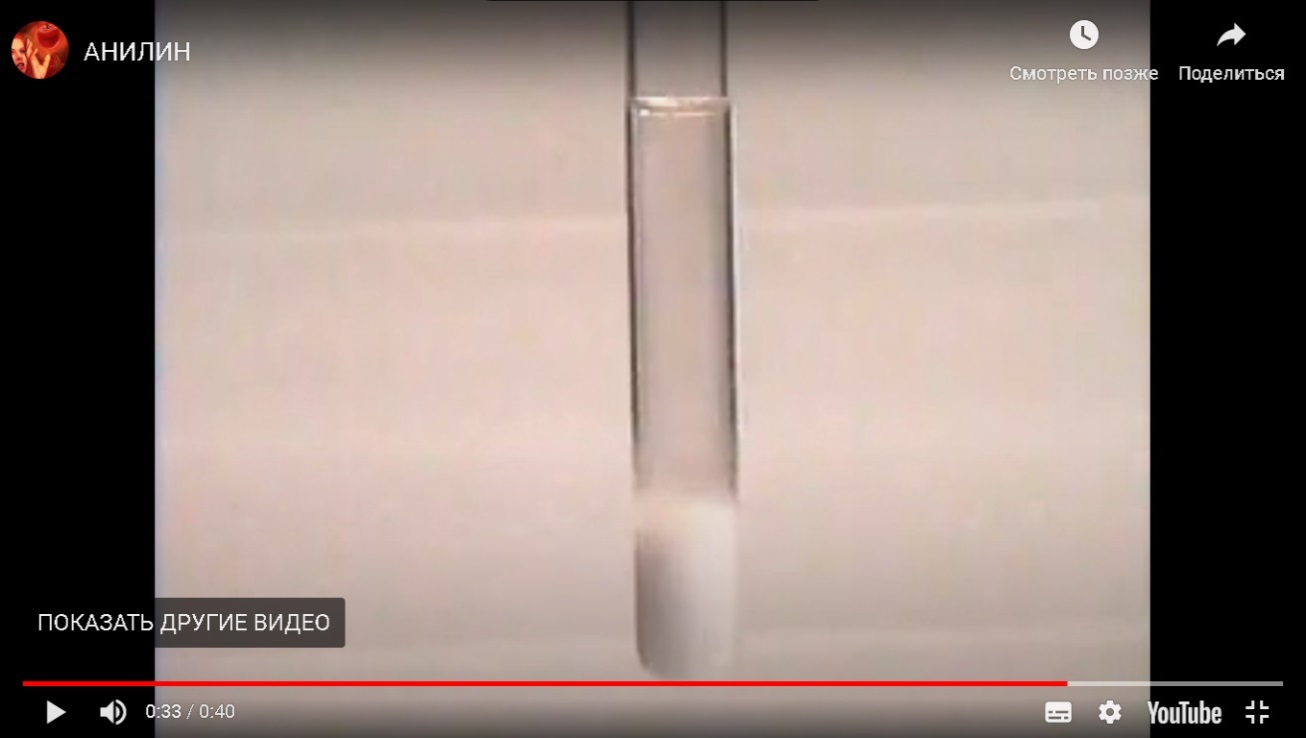 АНИЛИН
Смотреть позже
Поделиться
ПОКАЗАТЬ ДРУГИЕ ВИДЕО
0:33 / 0:40
YouTube